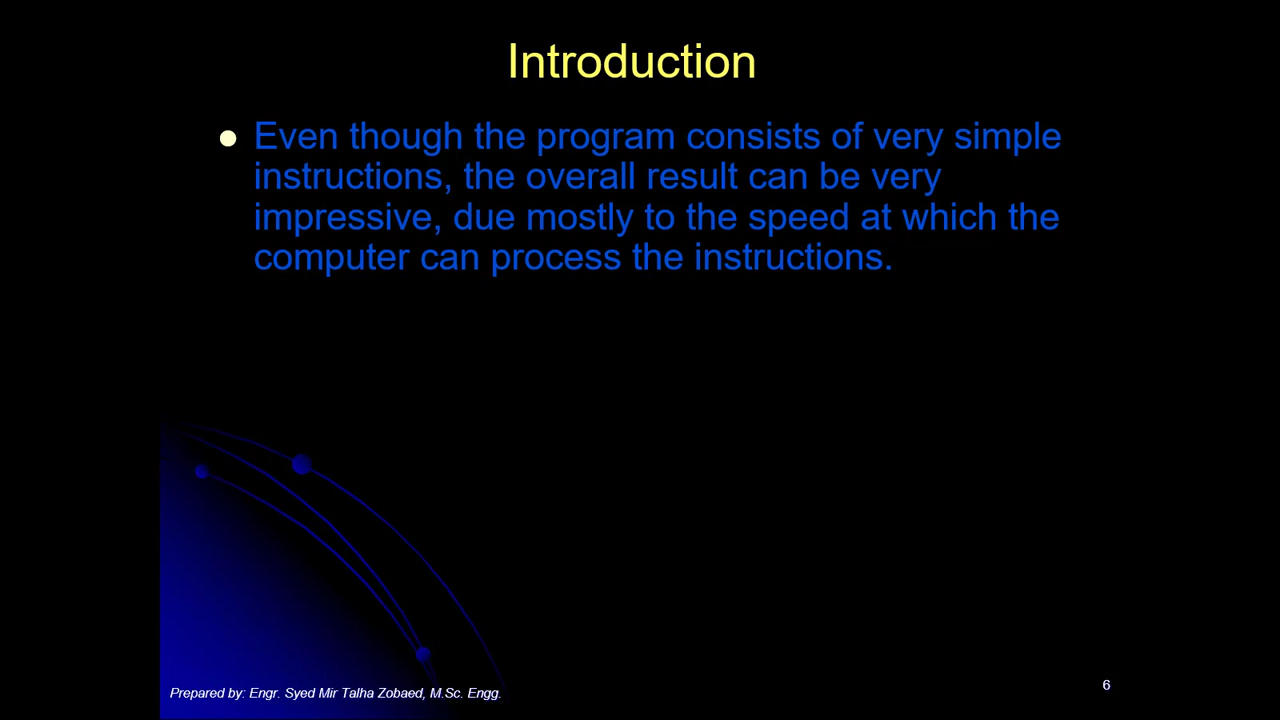 Introduction
Even though the program consists of very simple
instructions, the overall result can be very
impressive, due mostly to the speed at which the
computer can process the instructions.
Prepared by: Engr. Syed Mir Talha Zobaed, M.Sc. Engg.
6